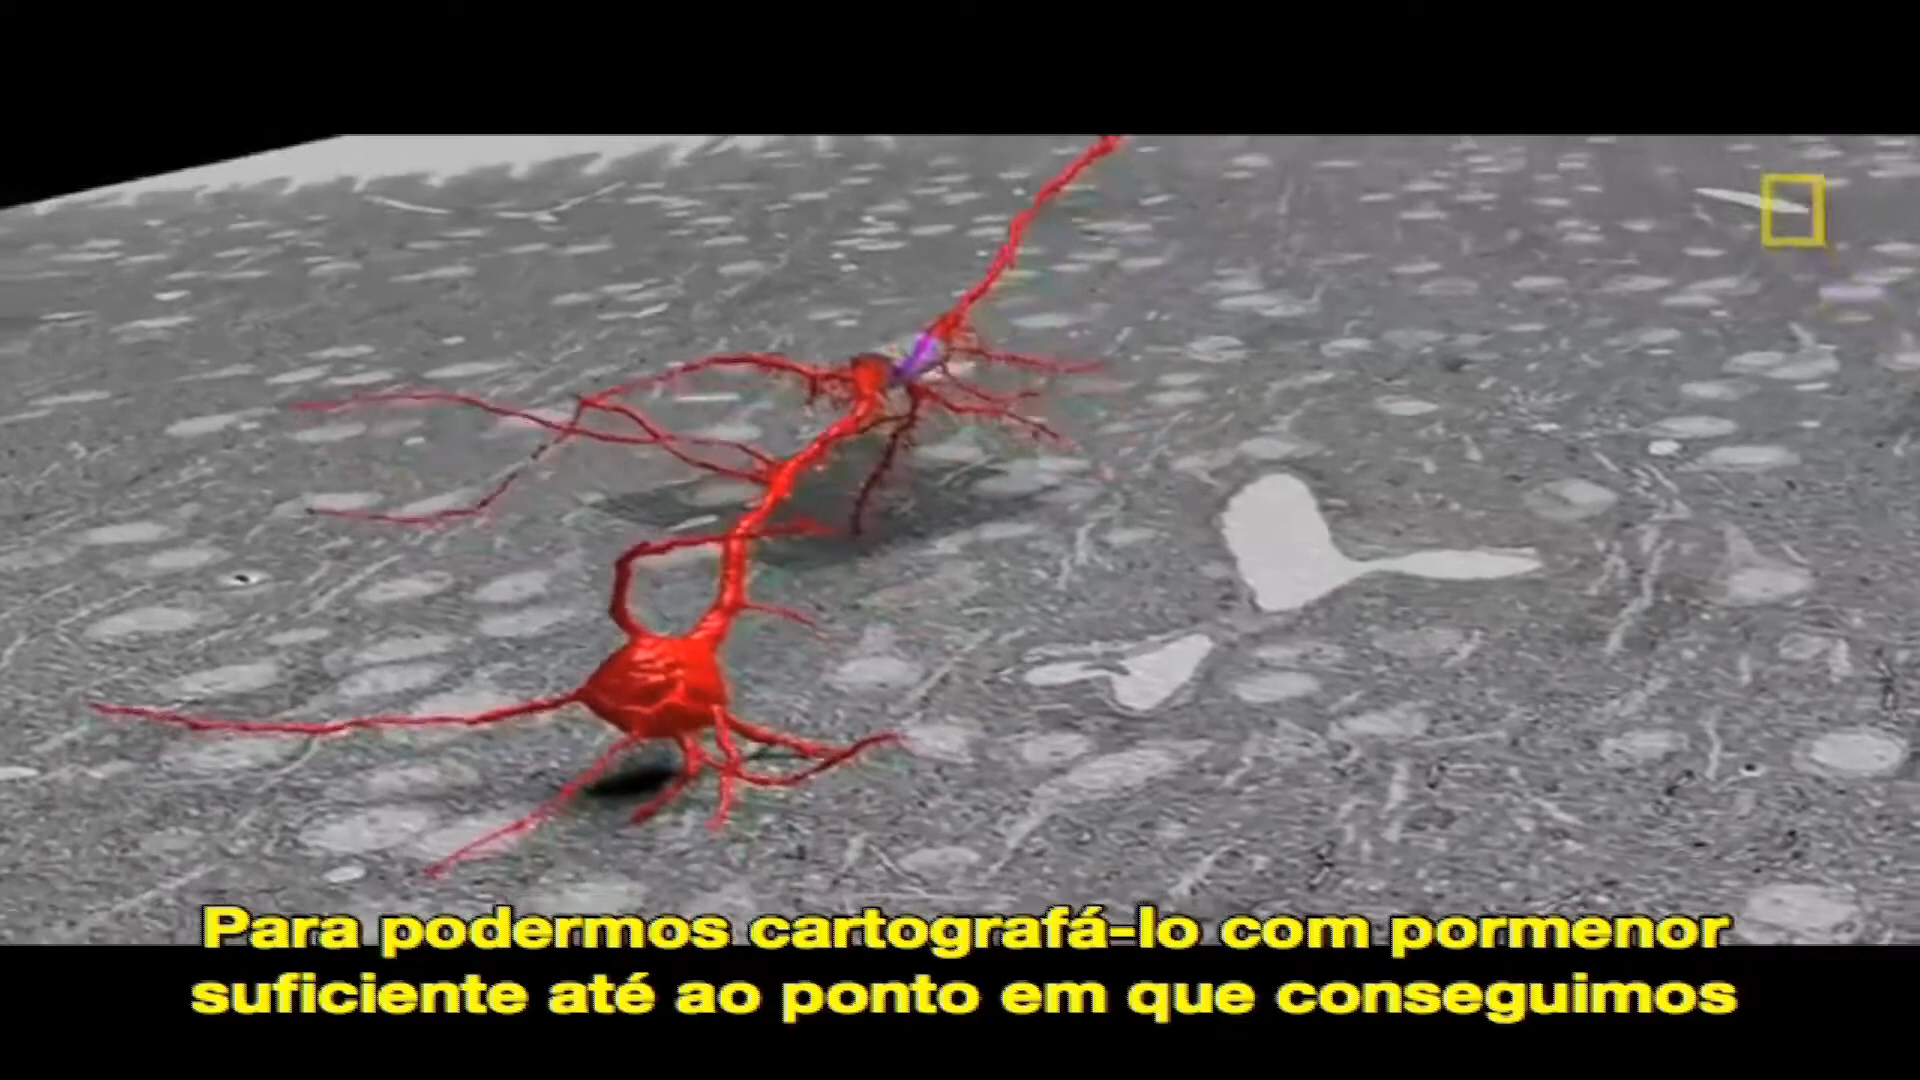 Para podermos cartografá-lo com pormenor
suficiente até ao ponto em que conseguimos